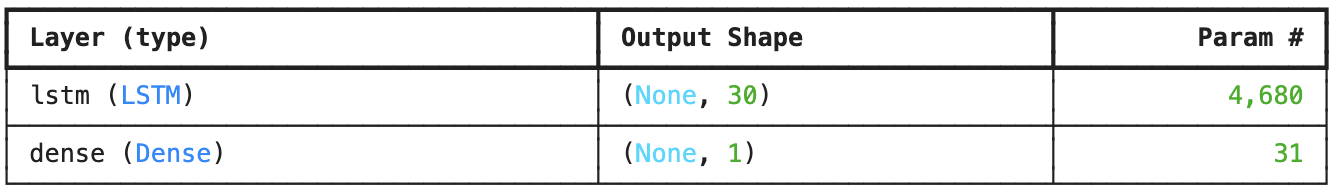 Layer (type) Output Shape Param #
lstm (LSTM) (None, 30) 4,680
dense (Dense) (None, 1) 31